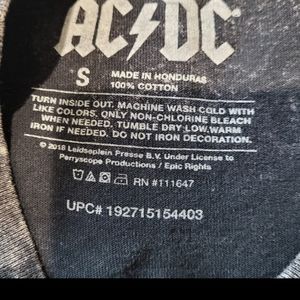 AC/DC
S
MADE IN HONDURAS
100% COTTON
TURN INSIDE OUT. MACHINE WASH COLD WITH
LIKE COLORS. ONLY NON-CHLORINE BLEACH
WHEN NEEDED. TUMBLE DRY LOW, WARM
IRON IF NEEDED. DO NOT IRON DECORATION.
© 2018 Leidseplein Presse B.V. Under License to
Perryscope Productions / Epic Rights
RN #111647
UPC# 192715154403